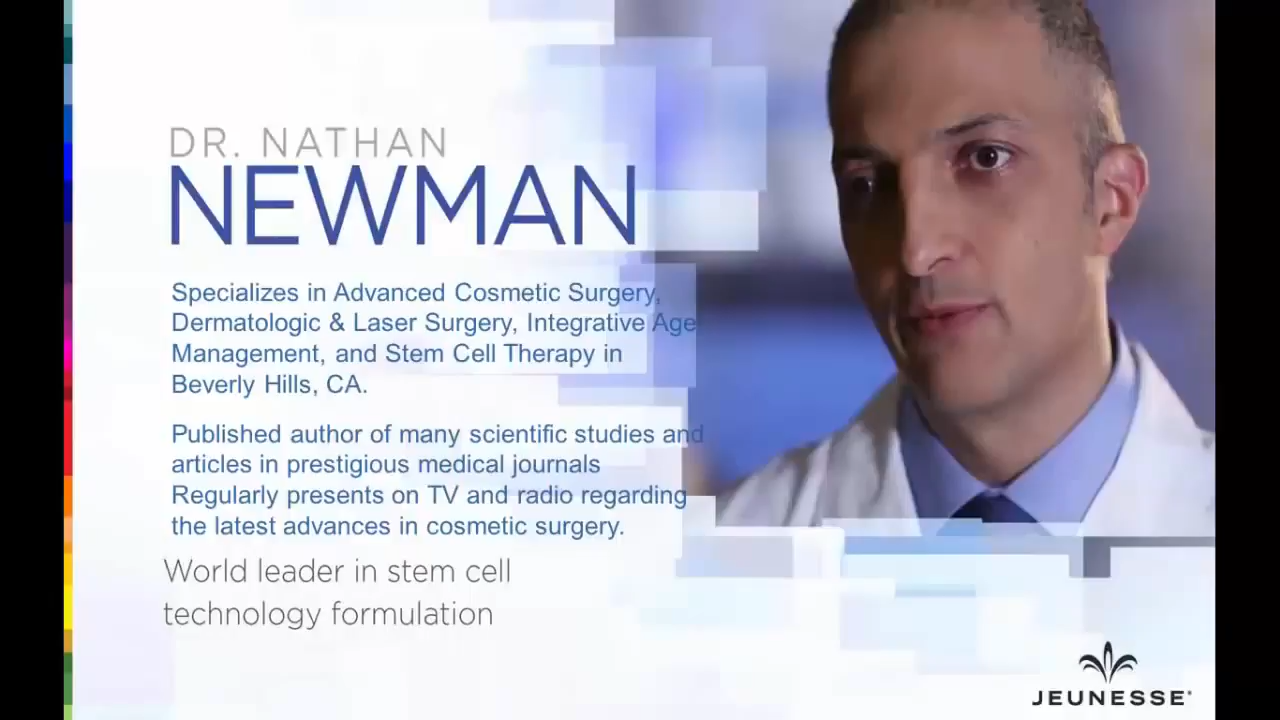 DR. NATHAN
NEWMAN
Specializes in Advanced Cosmetic Surgery,
Dermatologic & Laser Surgery, Integrative Age
Management, and Stem Cell Therapy in
Beverly Hills, CA.
Published author of many scientific studies and
articles in prestigious medical journals
Regularly presents on TV and radio regarding
the latest advances in cosmetic surgery.
World leader in stem cell
technology formulation
JEUNESSE®